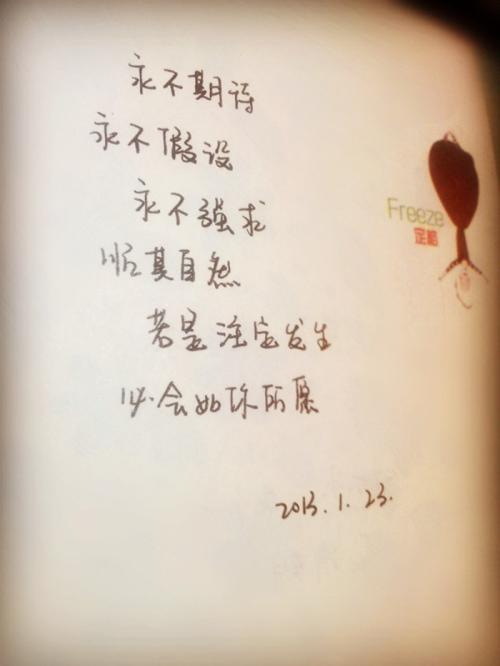 永不期待
永不假设
永不强求
顺其自然
若是注定发生
必会如你所愿
2013.1.23.
Freeze
定格